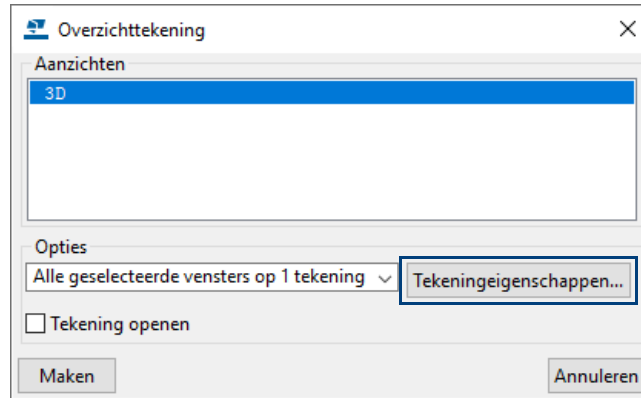 Overzichttekening
Aanzichten
3D
Opties
Alle geselecteerde vensters op 1 tekening
Tekeningeigenschappen...
Tekening openen
Maken
Annuleren